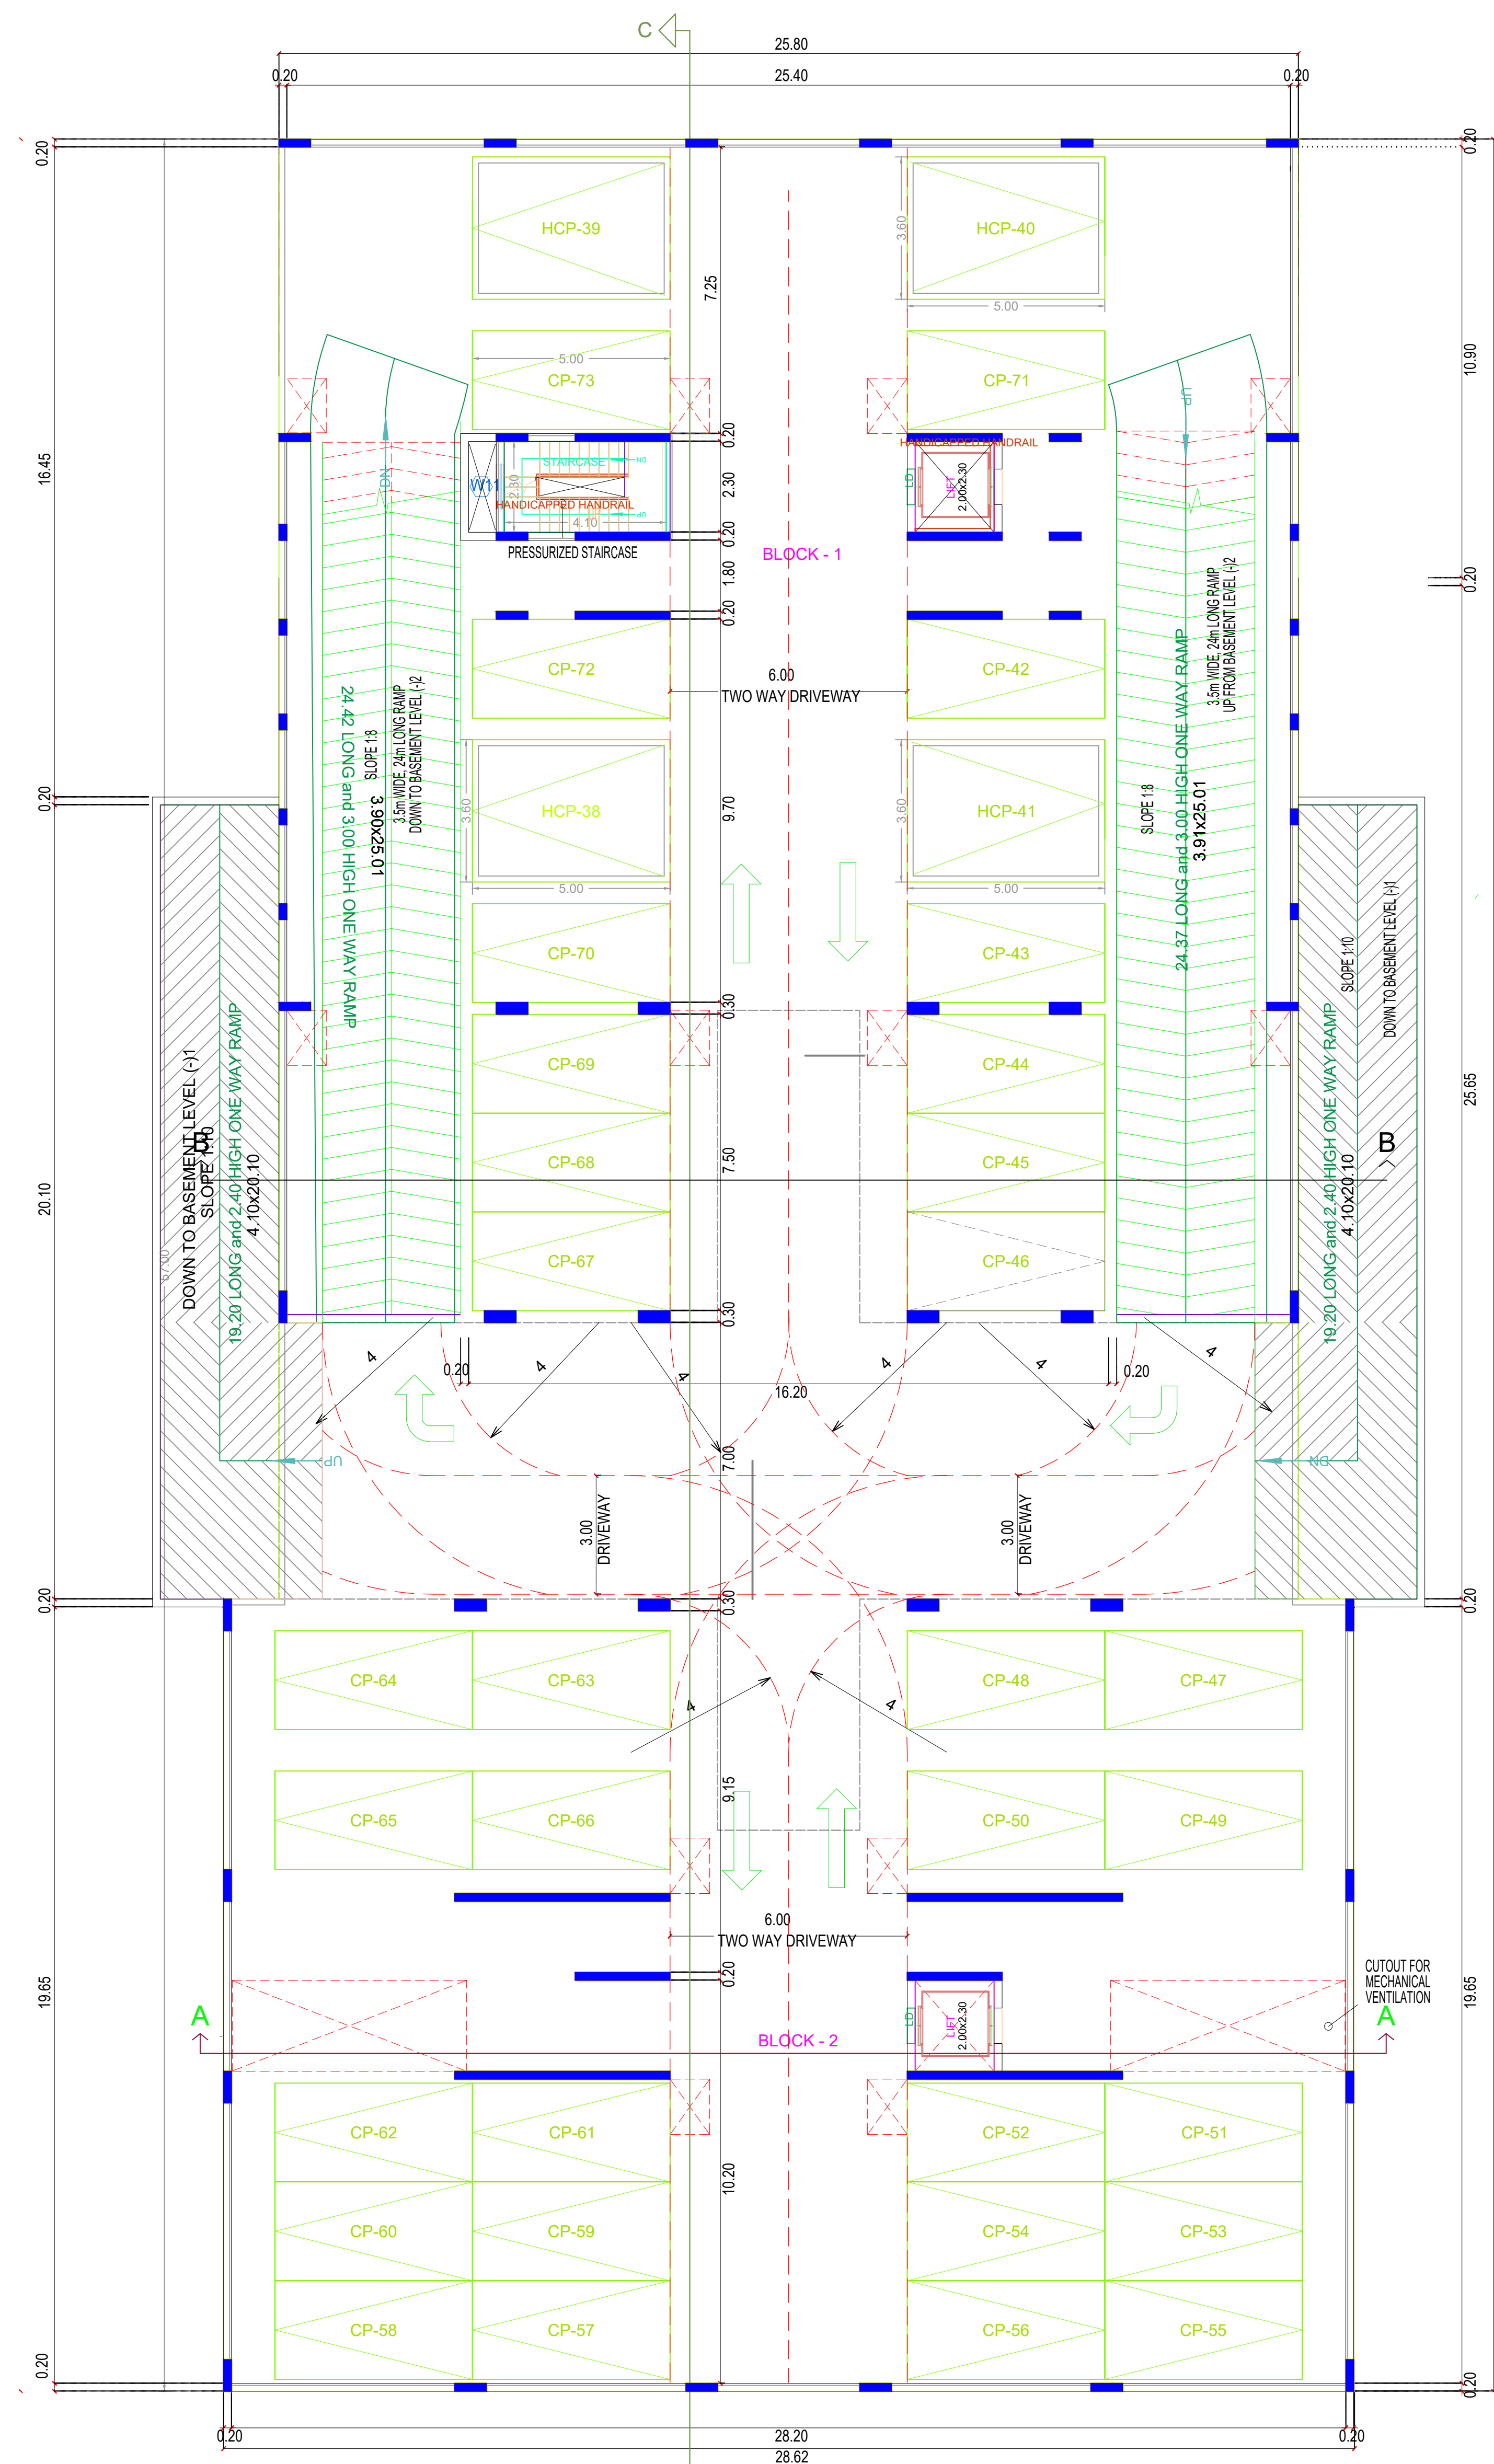 C
25.80
0.20
25.40
0.20
0.20
0.20
HCP-39
HCP-40
3.60
7.25
5.00
5.00
CP-73
CP-71
10.90
UP
0.20
HANDICAPPED HANDRAIL
DN
STAIRCASE
DN
W11
2.30
HANDICAPPED HANDRAIL
UP
4.10
2.30
LD
LIFT
2.00x2.30
16.45
0.20
PRESSURIZED STAIRCASE
BLOCK - 1
1.80
0.20
0.20
CP-72
CP-42
6.00
TWO WAY DRIVEWAY
24.42 LONG and 3.00 HIGH ONE WAY RAMP
SLOPE 1:8
3.90x25.01
3.5m WIDE, 24m LONG RAMP
DOWN TO BASEMENT LEVEL (-)2
3.5m WIDE, 24m LONG RAMP
UP FROM BASEMENT LEVEL (-)2
24.37 LONG and 3.00 HIGH ONE WAY RAMP
3.91x25.01
SLOPE 1:8
0.20
3.60
HCP-38
9.70
3.60
HCP-41
5.00
5.00
CP-70
CP-43
0.30
DOWN TO BASEMENT LEVEL (-)1
SLOPE 1:10
19.20 LONG and 2.40 HIGH ONE WAY RAMP
4.10x20.10
SLOPE 1:10
DOWN TO BASEMENT LEVEL (-)1
19.20 LONG and 2.40 HIGH ONE WAY RAMP
4.10x20.10
CP-69
CP-44
25.65
B
B
20.10
CP-68
7.50
CP-45
CP-67
CP-46
0.30
4
4
4
4
4
4
0.20
16.20
0.20
UP
7.00
DN
3.00
DRIVEWAY
3.00
DRIVEWAY
0.20
0.30
0.20
CP-64
CP-63
CP-48
CP-47
4
4
CP-65
CP-66
9.15
CP-50
CP-49
6.00
TWO WAY DRIVEWAY
0.20
CUTOUT FOR
MECHANICAL
VENTILATION
19.65
19.65
A
A
LD
LIFT
2.00x2.30
BLOCK - 2
CP-62
CP-61
CP-52
CP-51
10.20
CP-60
CP-59
CP-54
CP-53
CP-58
CP-57
CP-56
CP-55
0.20
0.20
0.20
28.20
0.20
28.62